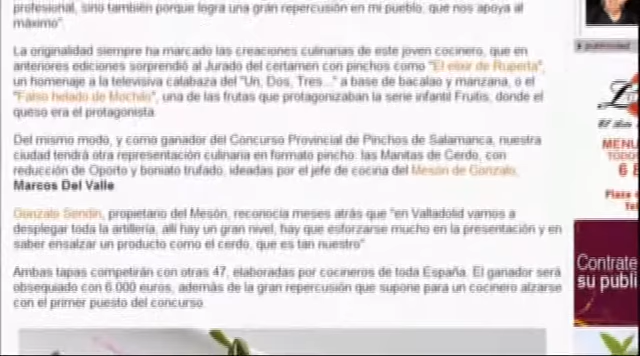 profesional, sino también porque logra una gran repercusión en mi pueblo, que nos apoya al
máximo".
La originalidad siempre ha marcado las creaciones culinarias de este joven cocinero, que en
anteriores ediciones sorprendió al Jurado del certamen con pinchos como "El elixir de Ruperta",
un homenaje a la televisiva calabaza del "Un, Dos, Tres..." a base de bacalao y manzana, o el
"Falso helado de Mochilo", una de las frutas que protagonizaban la serie infantil Fruitis, donde el
queso era el protagonista.
Del mismo modo, y como ganador del Concurso Provincial de Pinchos de Salamanca, nuestra
ciudad tendrá otra representación culinaria en formato pincho: las Manitas de Cerdo, con
reducción de Oporto y boniato trufado, ideadas por el jefe de cocina del Mesón de Gonzalo,
Marcos Del Valle
Gonzalo Sendín, propietario del Mesón, reconocía meses atrás que "en Valladolid vamos a
desplegar toda la artillería, allí hay un gran nivel, hay que esforzarse mucho en la presentación y en
saber ensalzar un producto como el cerdo, que es tan nuestro"
Ambas tapas competirán con otras 47, elaboradas por cocineros de toda España. El ganador será
obsequiado con 6.000 euros, además de la gran repercusión que supone para un cocinero alzarse
con el primer puesto del concurso.
publicidad
El
MENU
TODO
6 8
Plaza
Tel
Contrate
su publi